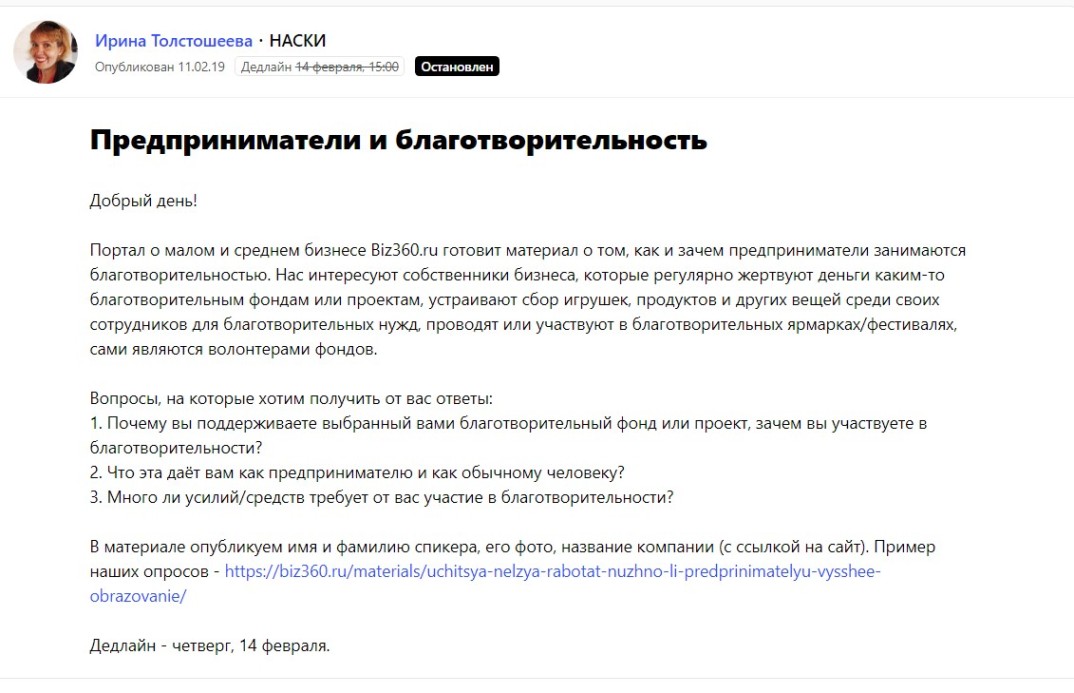 Ирина Толстошеева · НАСКИ
Опубликован 11.02.19 Дедлайн 14 февраля, 15:00 Остановлен
Предприниматели и благотворительность
Добрый день!
Портал о малом и среднем бизнесе Biz360.ru готовит материал о том, как и зачем предприниматели занимаются
благотворительностью. Нас интересуют собственники бизнеса, которые регулярно жертвуют деньги каким-то
благотворительным фондам или проектам, устраивают сбор игрушек, продуктов и других вещей среди своих
сотрудников для благотворительных нужд, проводят или участвуют в благотворительных ярмарках/фестивалях,
сами являются волонтерами фондов.
Вопросы, на которые хотим получить от вас ответы:
1. Почему вы поддерживаете выбранный вами благотворительный фонд или проект, зачем вы участвуете в
благотворительности?
2. Что эта даёт вам как предпринимателю и как обычному человеку?
3. Много ли усилий/средств требует от вас участие в благотворительности?
В материале опубликуем имя и фамилию спикера, его фото, название компании (с ссылкой на сайт). Пример
наших опросов - https://biz360.ru/materials/uchitsya-nelzya-rabotat-nuzhno-li-predprinimatelyu-vysshee-
obrazovanie/
Дедлайн - четверг, 14 февраля.